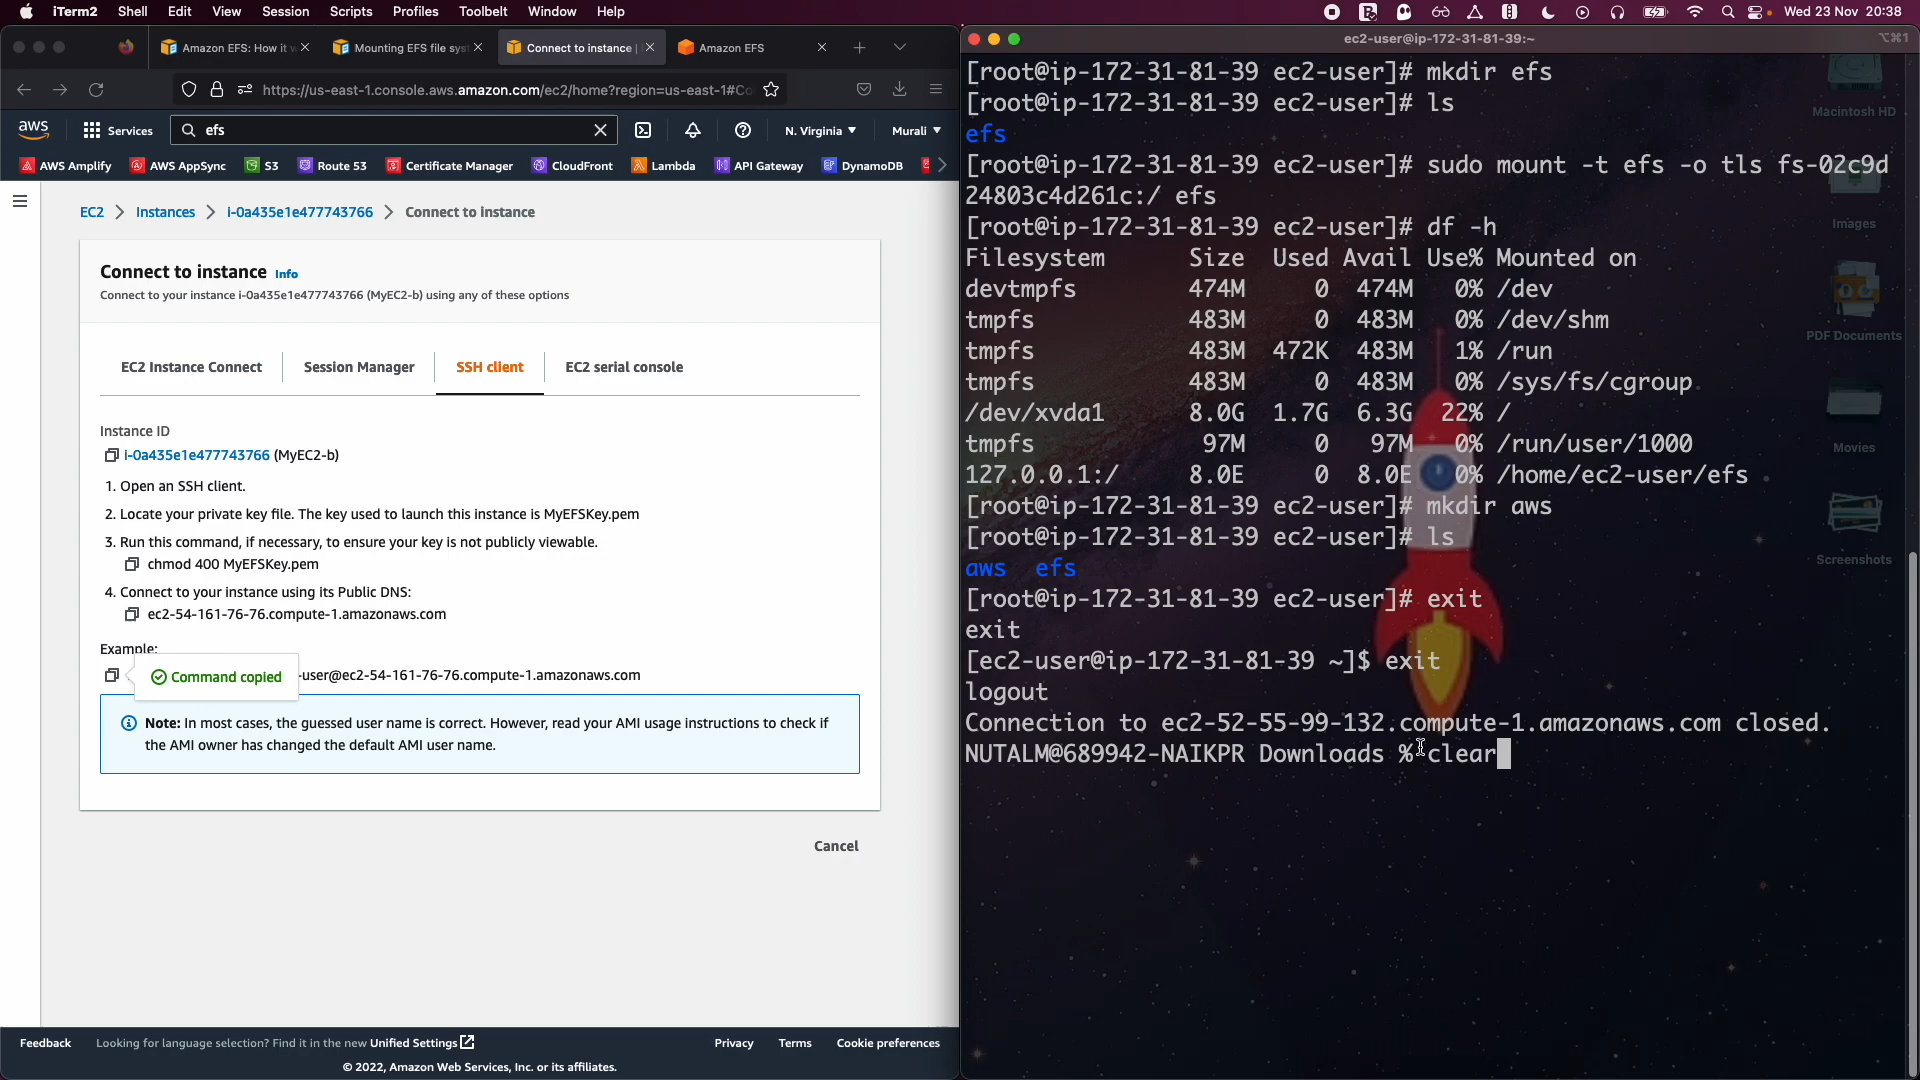 iTerm2 Shell Edit View Session Scripts Profiles Toolbelt Window Help Wed 23 Nov 20:38
Amazon EFS: How it w
Mounting EFS file sys
Connect to instance |
Amazon EFS
https://us-east-1.console.aws.amazon.com/ec2/home?region=us-east-1#Co
aws Services efs N. Virginia Murali
AWS Amplify AWS AppSync S3 Route 53 Certificate Manager CloudFront Lambda API Gateway DynamoDB
EC2 > Instances > i-0a435e1e477743766 > Connect to instance
Connect to instance Info
Connect to your instance i-0a435e1e477743766 (MyEC2-b) using any of these options
EC2 Instance Connect
Session Manager
SSH client
EC2 serial console
Instance ID
i-0a435e1e477743766 (MyEC2-b)
1. Open an SSH client.
2. Locate your private key file. The key used to launch this instance is MyEFSKey.pem
3. Run this command, if necessary, to ensure your key is not publicly viewable.
chmod 400 MyEFSKey.pem
4. Connect to your instance using its Public DNS:
ec2-54-161-76-76.compute-1.amazonaws.com
Example:
Command copied
-user@ec2-54-161-76-76.compute-1.amazonaws.com
Note: In most cases, the guessed user name is correct. However, read your AMI usage instructions to check if
the AMI owner has changed the default AMI user name.
Cancel
Feedback Looking for language selection? Find it in the new Unified Settings Privacy Terms Cookie preferences
© 2022, Amazon Web Services, Inc. or its affiliates.
ec2-user@ip-172-31-81-39:~ ⌥⌘1
[root@ip-172-31-81-39 ec2-user]# mkdir efs
[root@ip-172-31-81-39 ec2-user]# ls
efs
[root@ip-172-31-81-39 ec2-user]# sudo mount -t efs -o tls fs-02c9d
24803c4d261c:/ efs
[root@ip-172-31-81-39 ec2-user]# df -h
Filesystem Size Used Avail Use% Mounted on
devtmpfs 474M 0 474M 0% /dev
tmpfs 483M 0 483M 0% /dev/shm
tmpfs 483M 472K 483M 1% /run
tmpfs 483M 0 483M 0% /sys/fs/cgroup
/dev/xvda1 8.0G 1.7G 6.3G 22% /
tmpfs 97M 0 97M 0% /run/user/1000
127.0.0.1:/ 8.0E 0 8.0E 0% /home/ec2-user/efs
[root@ip-172-31-81-39 ec2-user]# mkdir aws
[root@ip-172-31-81-39 ec2-user]# ls
aws efs
[root@ip-172-31-81-39 ec2-user]# exit
exit
[ec2-user@ip-172-31-81-39 ~]$ exit
logout
Connection to ec2-52-55-99-132.compute-1.amazonaws.com closed.
NUTALM@689942-NAIKPR Downloads % clear
Macintosh HD
Images
PDF Documents
Movies
Screenshots